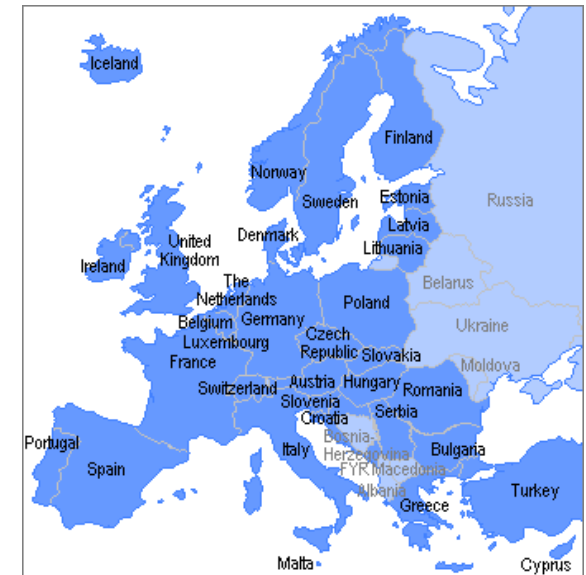 Iceland
Finland
Norway
Sweden
Estonia
Russia
Latvia
Denmark
United
Kingdom
Lithuania
Ireland
The
Netherlands
Belarus
Poland
Belgium
Germany
Ukraine
Luxembourg
Czech
Republic
Slovakia
France
Moldova
Switzerland
Austria
Hungary
Romania
Slovenia
Serbia
Croatia
Bosnia-
Herzegovina
Portugal
Italy
Bulgaria
Spain
FYR Macedonia
Albania
Turkey
Greece
Malta
Cyprus